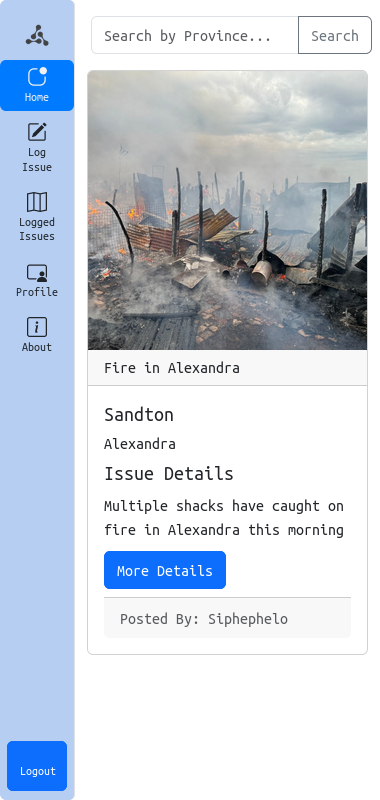 Search by Province...
Search
Home
Log
Issue
Logged
Issues
Profile
About
Logout
Fire in Alexandra
Sandton
Alexandra
Issue Details
Multiple shacks have caught on
fire in Alexandra this morning
More Details
Posted By: Siphephelo